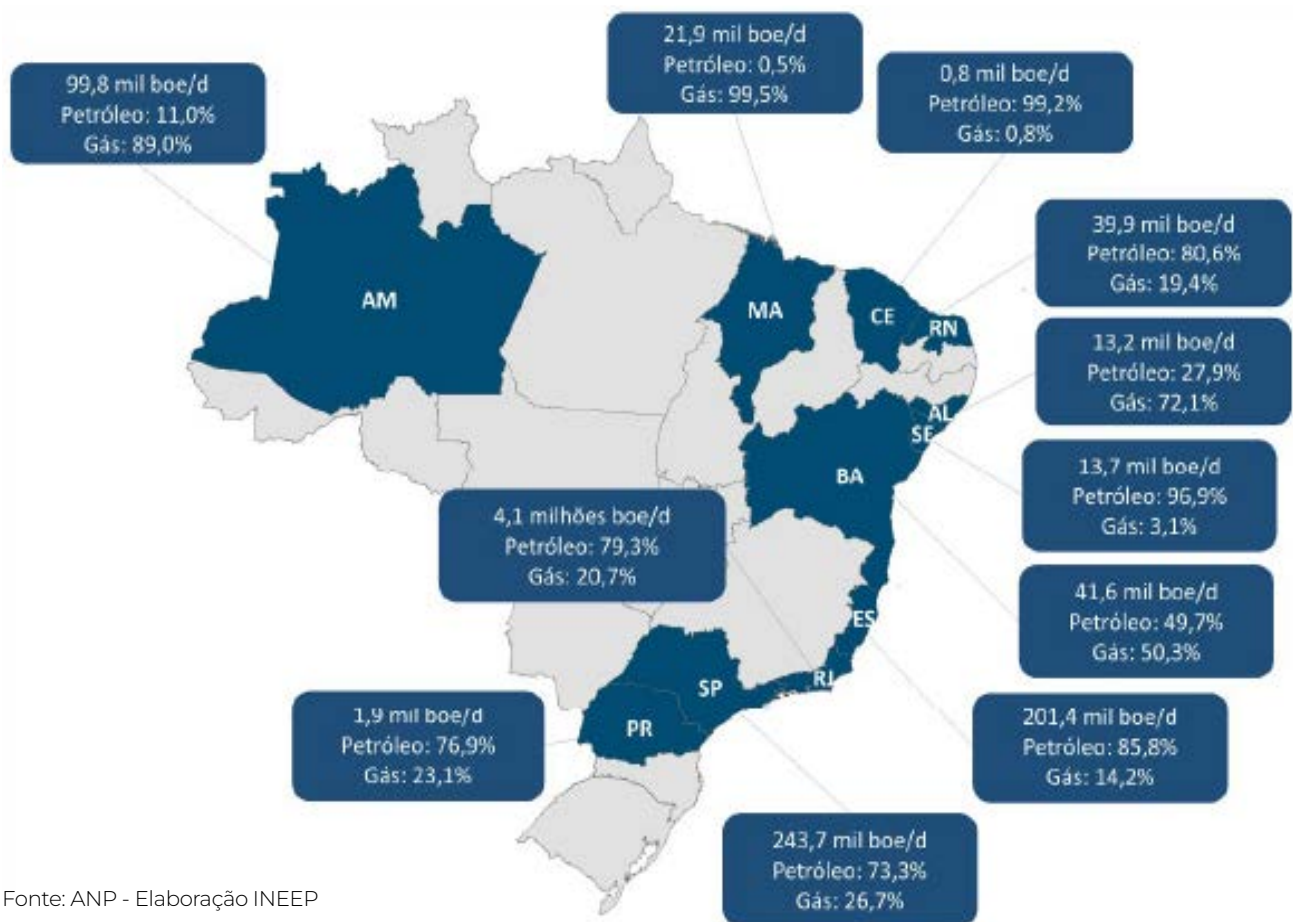 21,9 mil boe/d
Petróleo: 0,5%
Gás: 99,5%
0,8 mil boe/d
Petróleo: 99,2%
Gás: 0,8%
99,8 mil boe/d
Petróleo: 11,0%
Gás: 89,0%
39,9 mil boe/d
Petróleo: 80,6%
Gás: 19,4%
AM
MA
CE
RN
13,2 mil boe/d
Petróleo: 27,9%
Gás: 72,1%
AL
SE
BA
13,7 mil boe/d
Petróleo: 96,9%
Gás: 3,1%
4,1 milhões boe/d
Petróleo: 79,3%
Gás: 20,7%
41,6 mil boe/d
Petróleo: 49,7%
Gás: 50,3%
ES
RJ
SP
PR
1,9 mil boe/d
Petróleo: 76,9%
Gás: 23,1%
201,4 mil boe/d
Petróleo: 85,8%
Gás: 14,2%
243,7 mil boe/d
Petróleo: 73,3%
Gás: 26,7%
Fonte: ANP - Elaboração INEEP